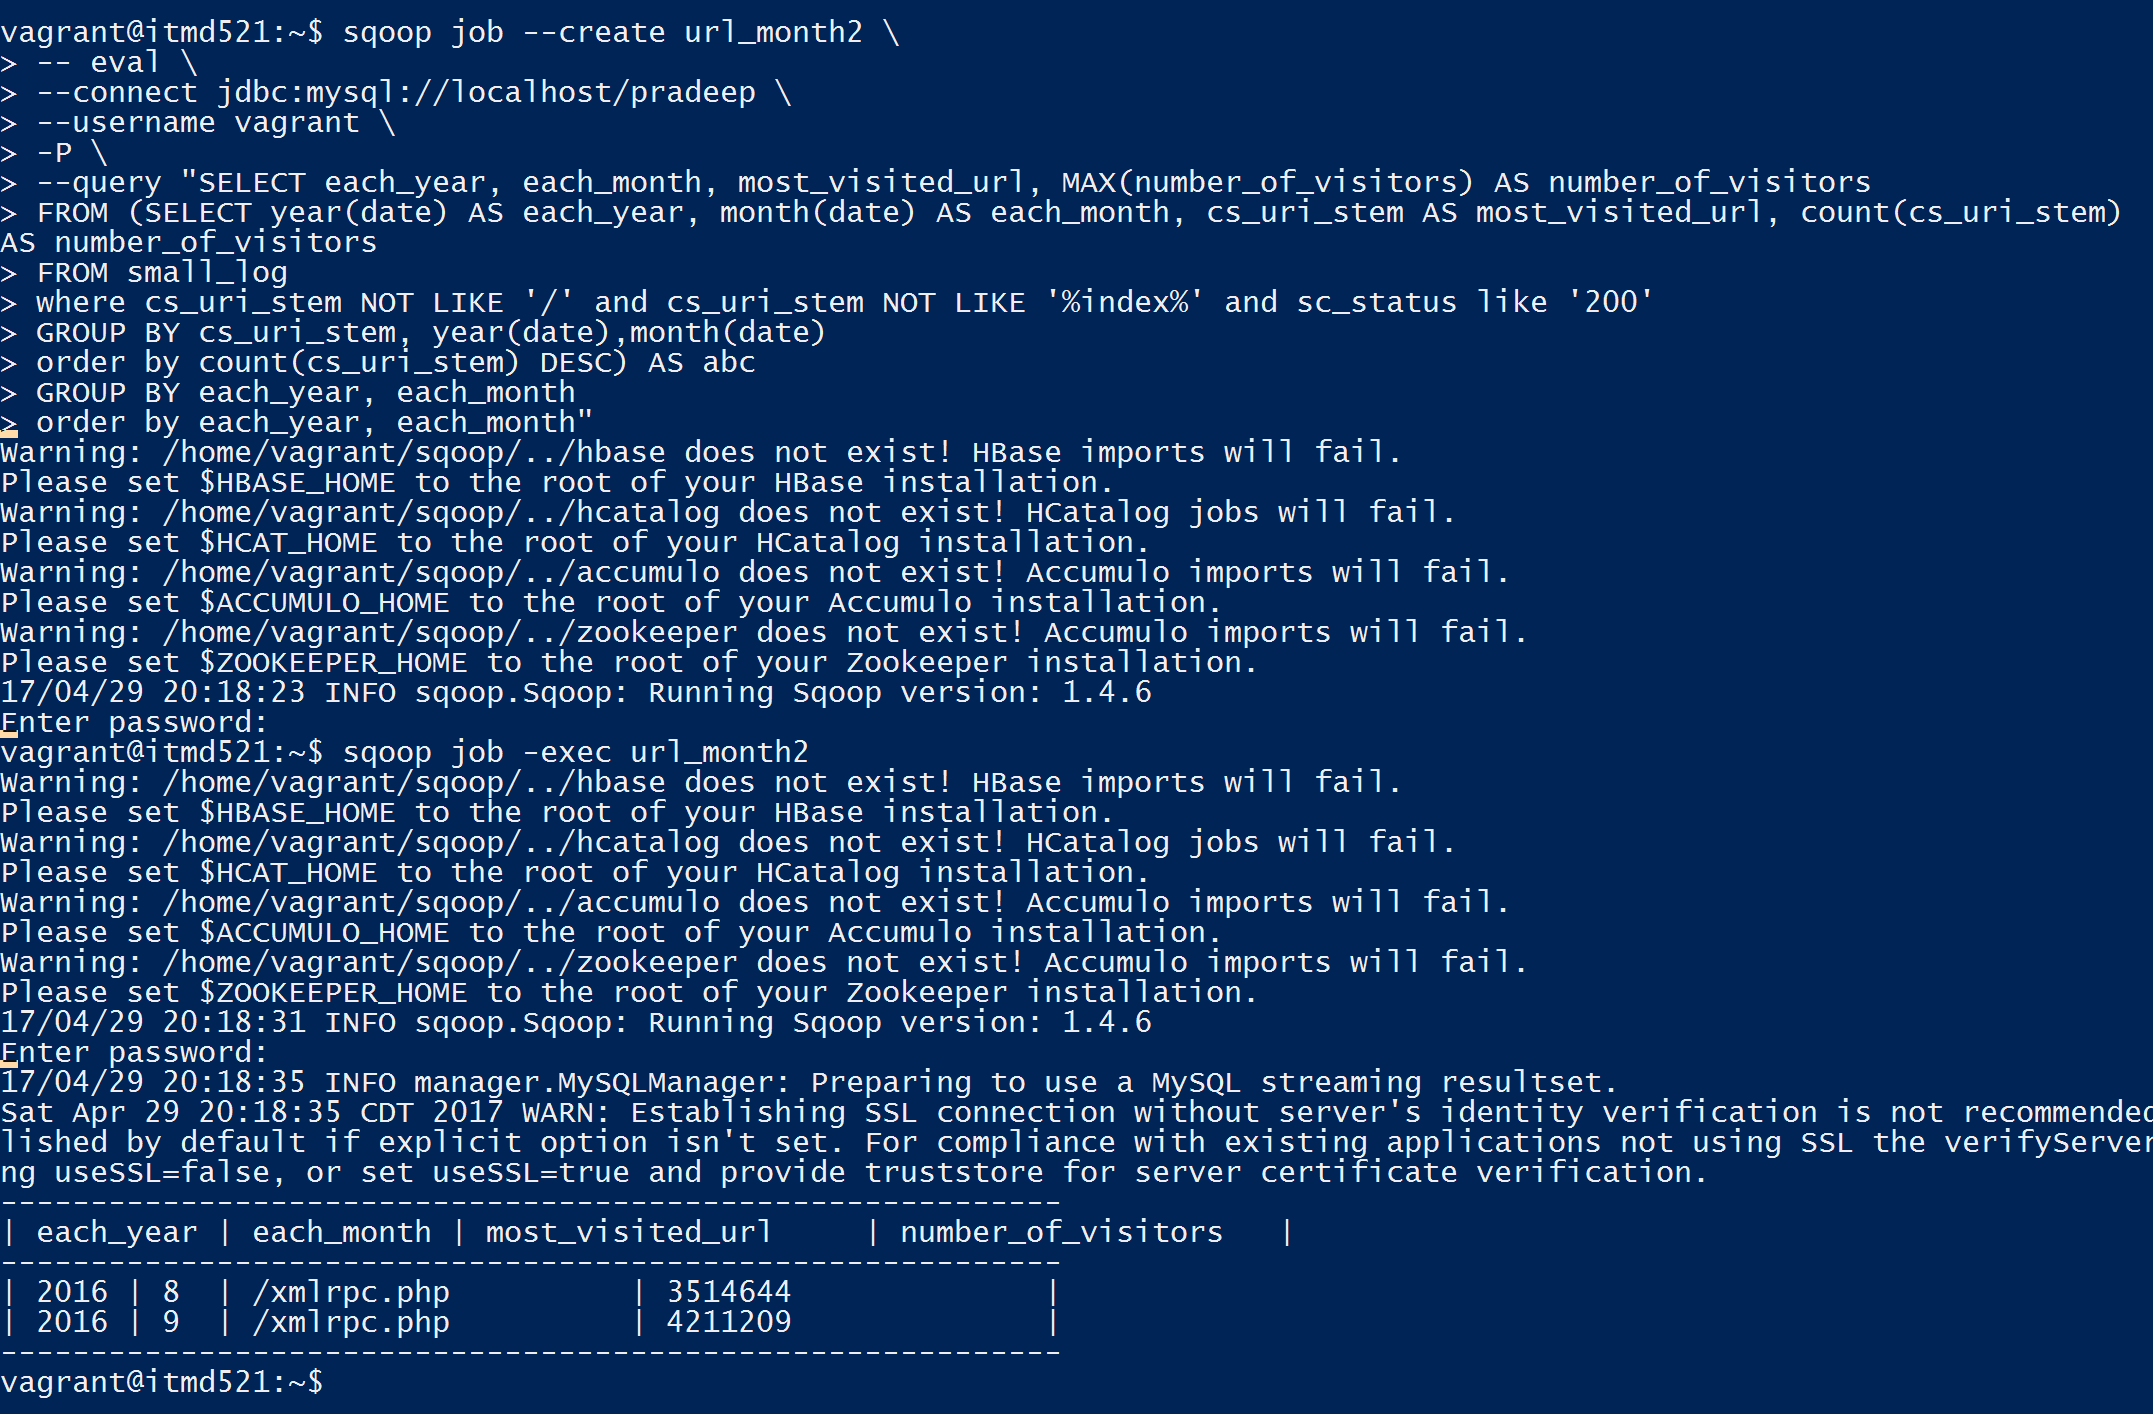 vagrant@itmd521:~$ sqoop job --create url_month2 \
> -- eval \
> --connect jdbc:mysql://localhost/pradeep \
> --username vagrant \
> -P \
> --query "SELECT each_year, each_month, most_visited_url, MAX(number_of_visitors) AS number_of_visitors
> FROM (SELECT year(date) AS each_year, month(date) AS each_month, cs_uri_stem AS most_visited_url, count(cs_uri_stem)
AS number_of_visitors
> FROM small_log
> where cs_uri_stem NOT LIKE '/' and cs_uri_stem NOT LIKE '%index%' and sc_status like '200'
> GROUP BY cs_uri_stem, year(date),month(date)
> order by count(cs_uri_stem) DESC) AS abc
> GROUP BY each_year, each_month
> order by each_year, each_month"
Warning: /home/vagrant/sqoop/../hbase does not exist! HBase imports will fail.
Please set $HBASE_HOME to the root of your HBase installation.
Warning: /home/vagrant/sqoop/../hcatalog does not exist! HCatalog jobs will fail.
Please set $HCAT_HOME to the root of your HCatalog installation.
Warning: /home/vagrant/sqoop/../accumulo does not exist! Accumulo imports will fail.
Please set $ACCUMULO_HOME to the root of your Accumulo installation.
Warning: /home/vagrant/sqoop/../zookeeper does not exist! Accumulo imports will fail.
Please set $ZOOKEEPER_HOME to the root of your Zookeeper installation.
17/04/29 20:18:23 INFO sqoop.Sqoop: Running Sqoop version: 1.4.6
Enter password:
vagrant@itmd521:~$ sqoop job -exec url_month2
Warning: /home/vagrant/sqoop/../hbase does not exist! HBase imports will fail.
Please set $HBASE_HOME to the root of your HBase installation.
Warning: /home/vagrant/sqoop/../hcatalog does not exist! HCatalog jobs will fail.
Please set $HCAT_HOME to the root of your HCatalog installation.
Warning: /home/vagrant/sqoop/../accumulo does not exist! Accumulo imports will fail.
Please set $ACCUMULO_HOME to the root of your Accumulo installation.
Warning: /home/vagrant/sqoop/../zookeeper does not exist! Accumulo imports will fail.
Please set $ZOOKEEPER_HOME to the root of your Zookeeper installation.
17/04/29 20:18:31 INFO sqoop.Sqoop: Running Sqoop version: 1.4.6
Enter password:
17/04/29 20:18:35 INFO manager.MySQLManager: Preparing to use a MySQL streaming resultset.
Sat Apr 29 20:18:35 CDT 2017 WARN: Establishing SSL connection without server's identity verification is not recommended
lished by default if explicit option isn't set. For compliance with existing applications not using SSL the verifyServer
ng useSSL=false, or set useSSL=true and provide truststore for server certificate verification.
-----------------------------------------------------------
| each_year | each_month | most_visited_url     | number_of_visitors   |
-----------------------------------------------------------
| 2016 | 8  | /xmlrpc.php          | 3514644              |
| 2016 | 9  | /xmlrpc.php          | 4211209              |
-----------------------------------------------------------
vagrant@itmd521:~$